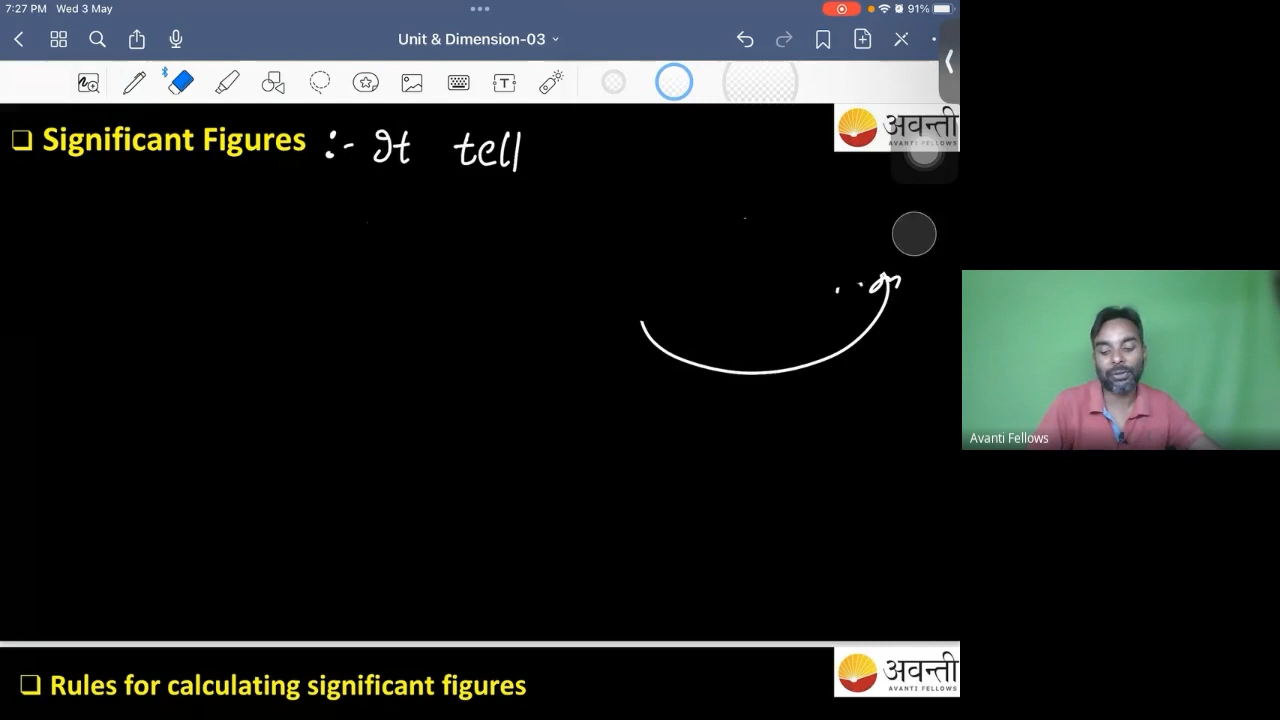 7:27 PM Wed 3 May
91%
Unit & Dimension-03
Significant Figures :- It tell
अवन्ती
AVANTI FELLOWS
Avanti Fellows
Rules for calculating significant figures
अवन्ती
AVANTI FELLOWS